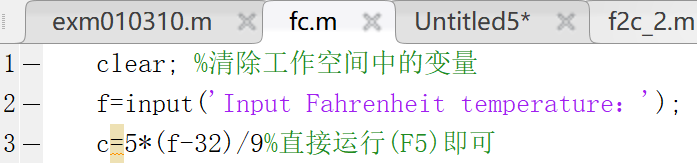 exm010310.m fc.m Untitled5* f2c_2.m
1 — clear; %清除工作空间中的变量
2 — f=input('Input Fahrenheit temperature：');
3 — c=5*(f-32)/9%直接运行(F5)即可